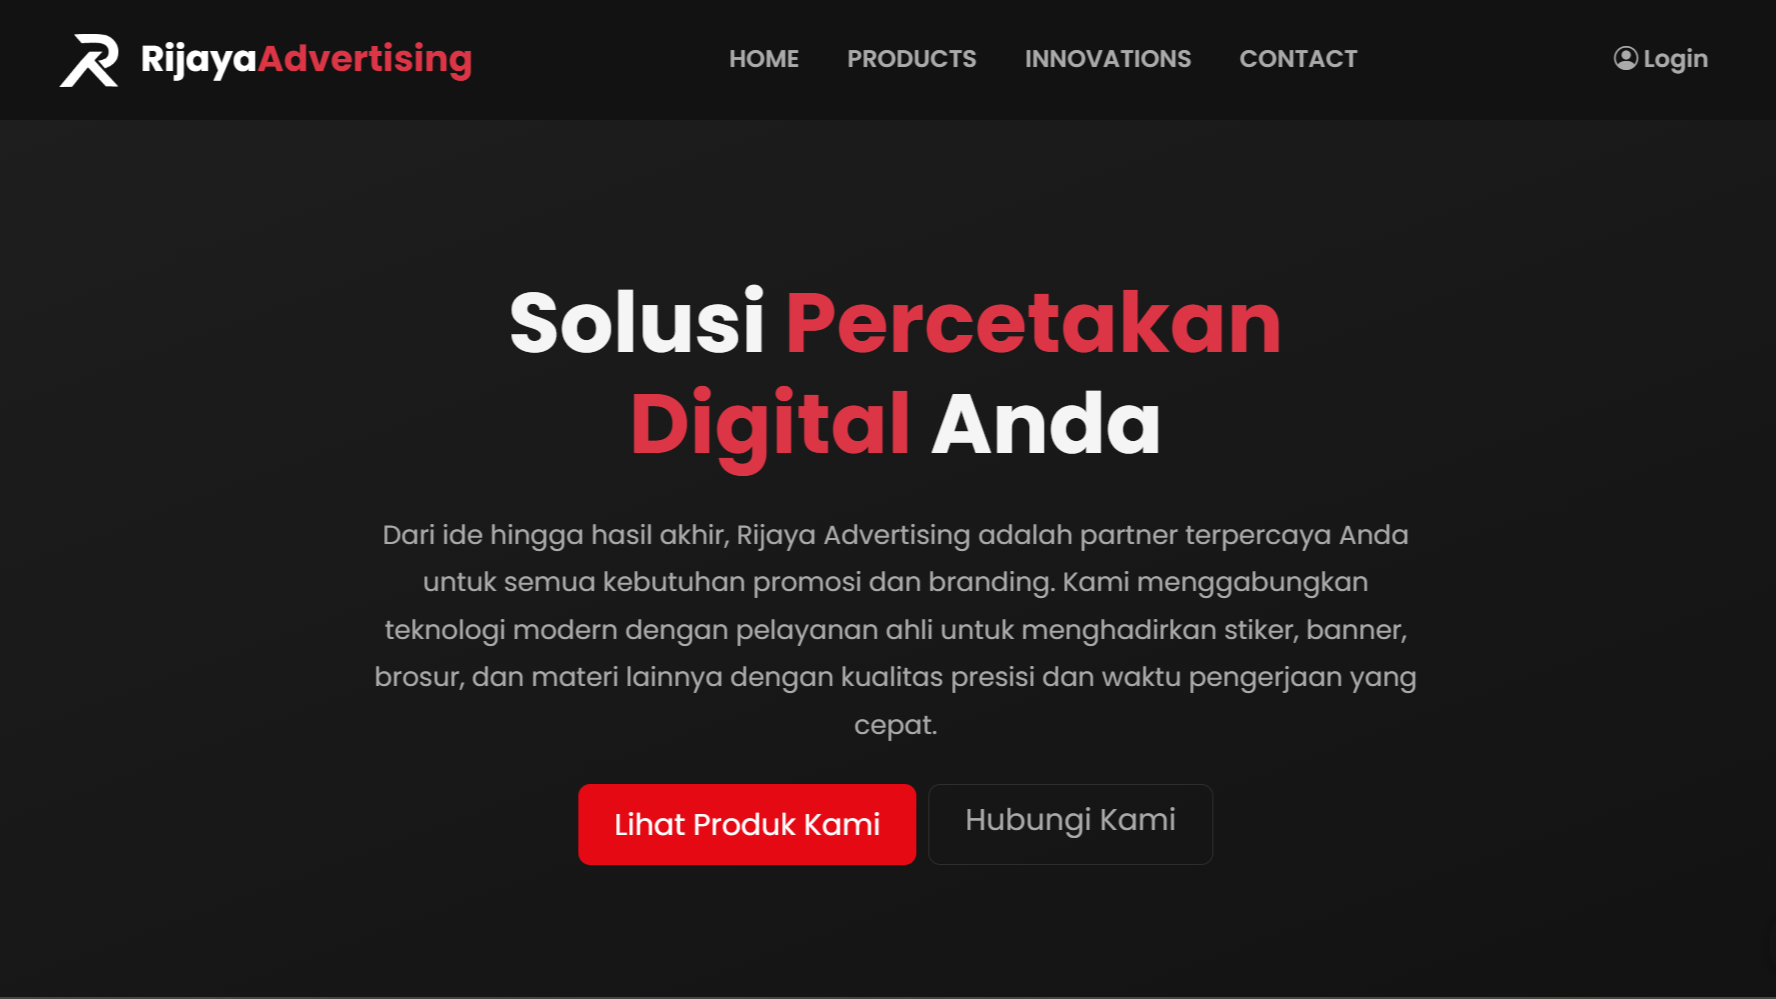 RijayaAdvertising
HOME PRODUCTS INNOVATIONS CONTACT
Login
Solusi Percetakan
Digital Anda
Dari ide hingga hasil akhir, Rijaya Advertising adalah partner terpercaya Anda
untuk semua kebutuhan promosi dan branding. Kami menggabungkan
teknologi modern dengan pelayanan ahli untuk menghadirkan stiker, banner,
brosur, dan materi lainnya dengan kualitas presisi dan waktu pengerjaan yang
cepat.
Lihat Produk Kami
Hubungi Kami